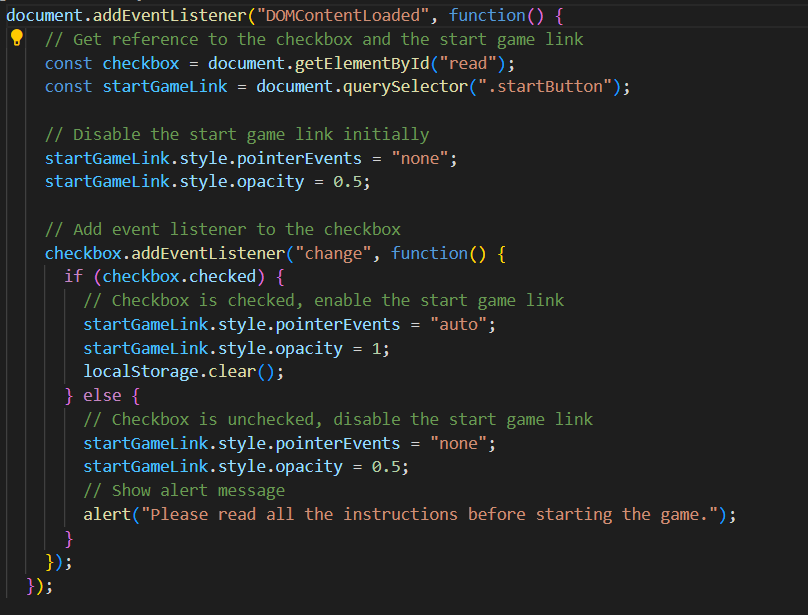 document.addEventListener("DOMContentLoaded", function() {
// Get reference to the checkbox and the start game link
const checkbox = document.getElementById("read");
const startGameLink = document.querySelector(".startButton");
// Disable the start game link initially
startGameLink.style.pointerEvents = "none";
startGameLink.style.opacity = 0.5;
// Add event listener to the checkbox
checkbox.addEventListener("change", function() {
if (checkbox.checked) {
// Checkbox is checked, enable the start game link
startGameLink.style.pointerEvents = "auto";
startGameLink.style.opacity = 1;
localStorage.clear();
} else {
// Checkbox is unchecked, disable the start game link
startGameLink.style.pointerEvents = "none";
startGameLink.style.opacity = 0.5;
// Show alert message
alert("Please read all the instructions before starting the game.");
}
});
});